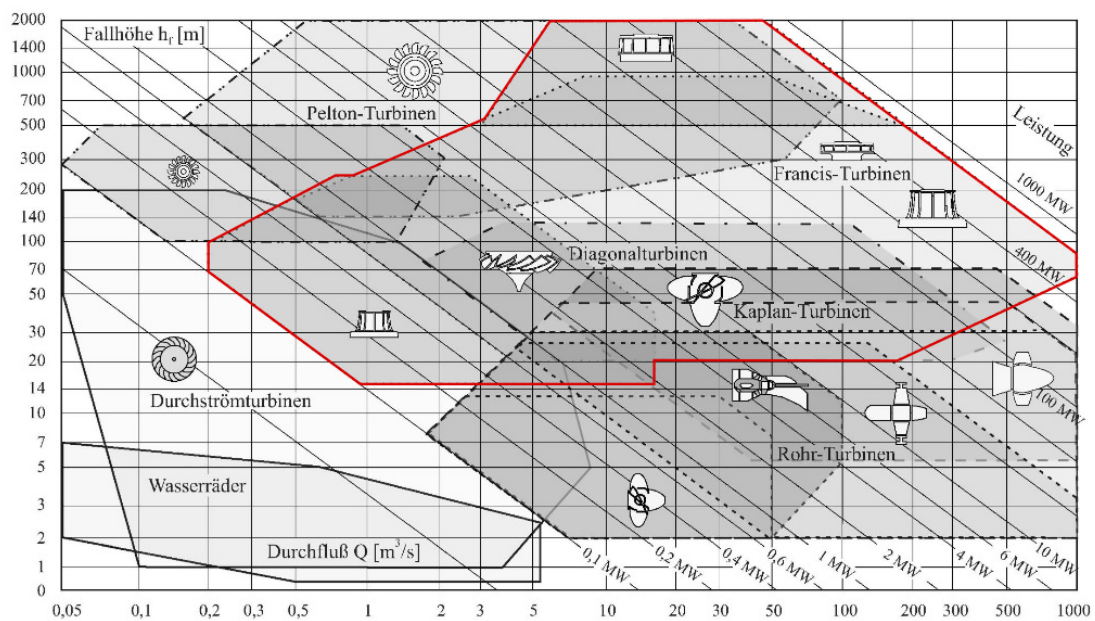 2000
Fallhöhe hf [m]
1400
1000
700
Pelton-Turbinen
Leistung
500
300
Francis-Turbinen
1000 MW
200
140
100
Diagonalturbinen
400 MW
70
50
Kaplan-Turbinen
30
20
14
Durchströmturbinen
100 MW
10
7
Rohr-Turbinen
5
Wasserräder
3
2
Durchfluß Q [m³/s]
0,1 MW 0,2 MW 0,4 MW 0,6 MW 1 MW 2 MW 4 MW 6 MW 10 MW
1
0
0,05 0,1 0,2 0,3 0,5 1 2 3 5 10 20 30 50 100 200 300 500 1000